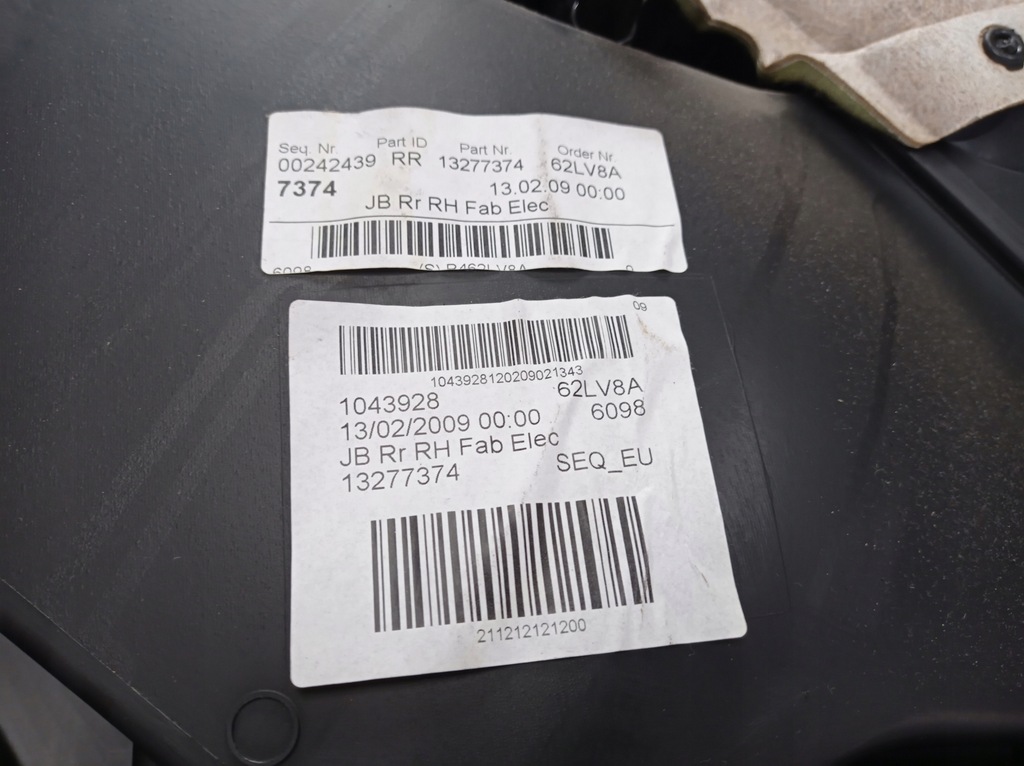 Seq. Nr. Part ID Part Nr. Order Nr.
00242439 RR 13277374 62LV8A
7374 13.02.09 00:00
JB Rr RH Fab Elec
09
1043928120209021343
1043928 62LV8A
13/02/2009 00:00 6098
JB Rr RH Fab Elec
13277374 SEQ_EU
211212121200